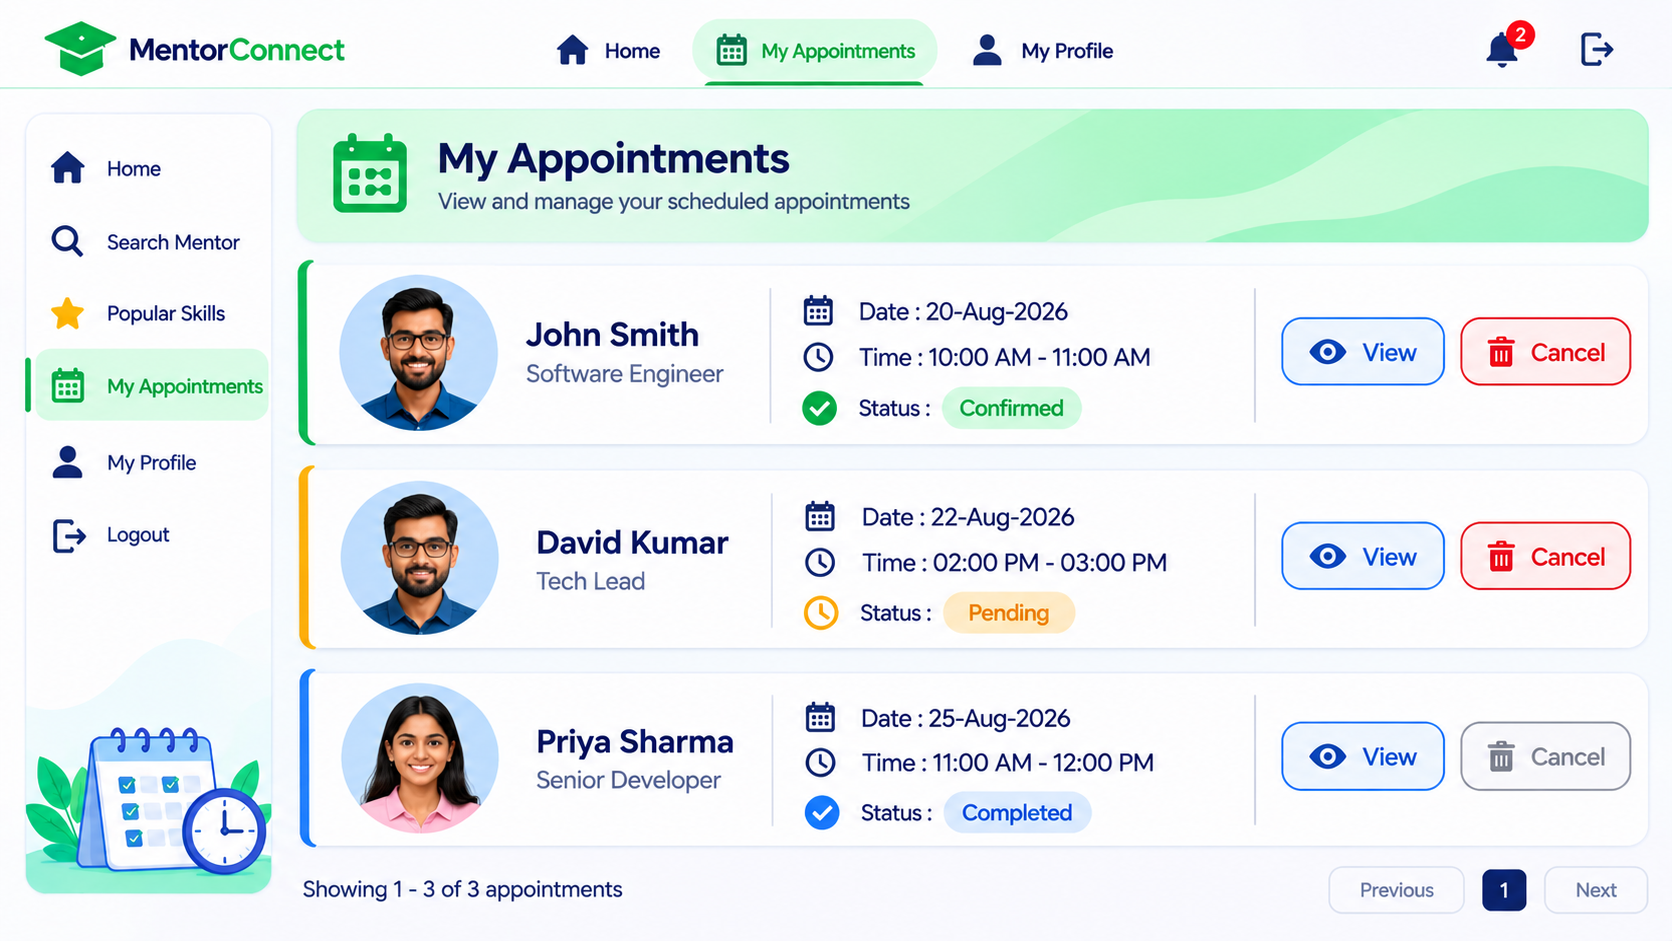 MentorConnect
Home
My Appointments
My Profile
2
Home
Search Mentor
Popular Skills
My Appointments
My Profile
Logout
My Appointments
View and manage your scheduled appointments
John Smith
Software Engineer
Date : 20-Aug-2026
Time : 10:00 AM - 11:00 AM
Status : Confirmed
View
Cancel
David Kumar
Tech Lead
Date : 22-Aug-2026
Time : 02:00 PM - 03:00 PM
Status : Pending
View
Cancel
Priya Sharma
Senior Developer
Date : 25-Aug-2026
Time : 11:00 AM - 12:00 PM
Status : Completed
View
Cancel
Showing 1 - 3 of 3 appointments
Previous
1
Next